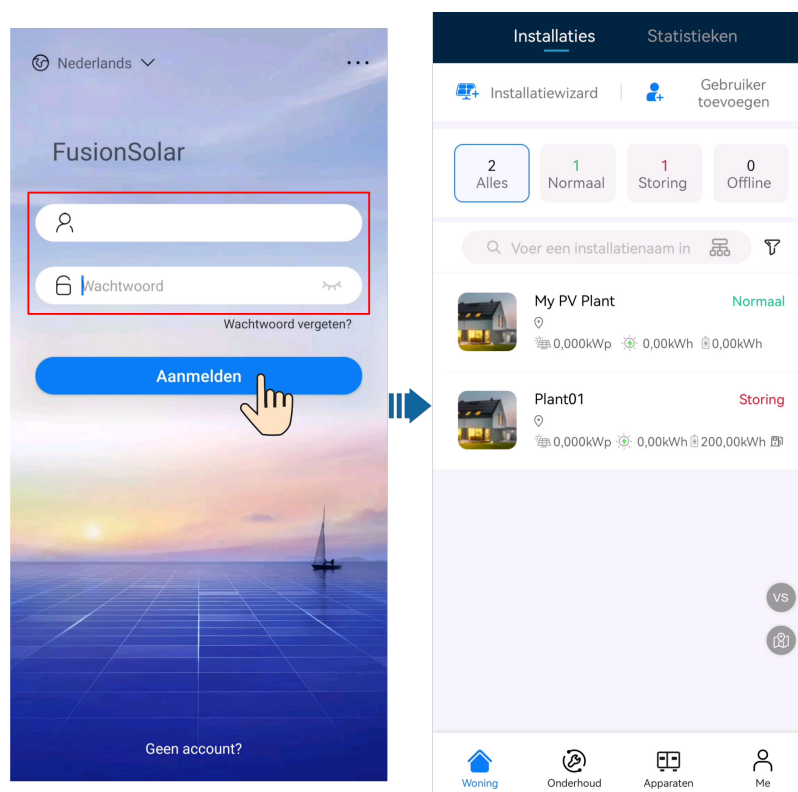 Nederlands
FusionSolar
Wachtwoord
Wachtwoord vergeten?
Aanmelden
Geen account?
Installaties Statistieken
Installatiewizard
Gebruiker
toevoegen
2
Alles
1
Normaal
1
Storing
0
Offline
Voer een installatienaam in
My PV Plant Normaal
0,000kWp 0,00kWh 0,00kWh
Plant01 Storing
0,000kWp 0,00kWh 200,00kWh
VS
Woning Onderhoud Apparaten Me